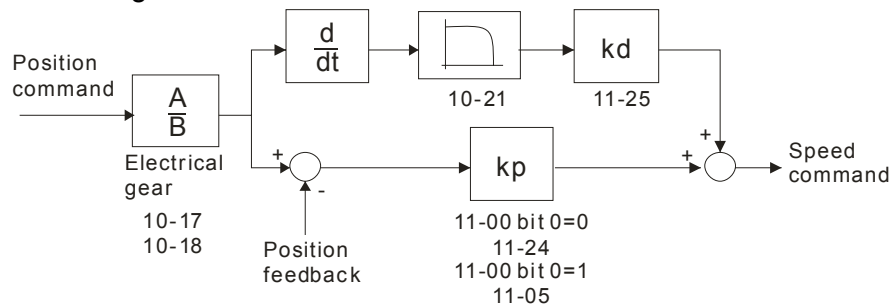 Position
command
A
B
Electrical
gear
10-17
10-18
d
dt
10-21
kd
11-25
+
-
Position
feedback
kp
11-00 bit 0=0
11-24
11-00 bit 0=1
11-05
+
+
Speed
command